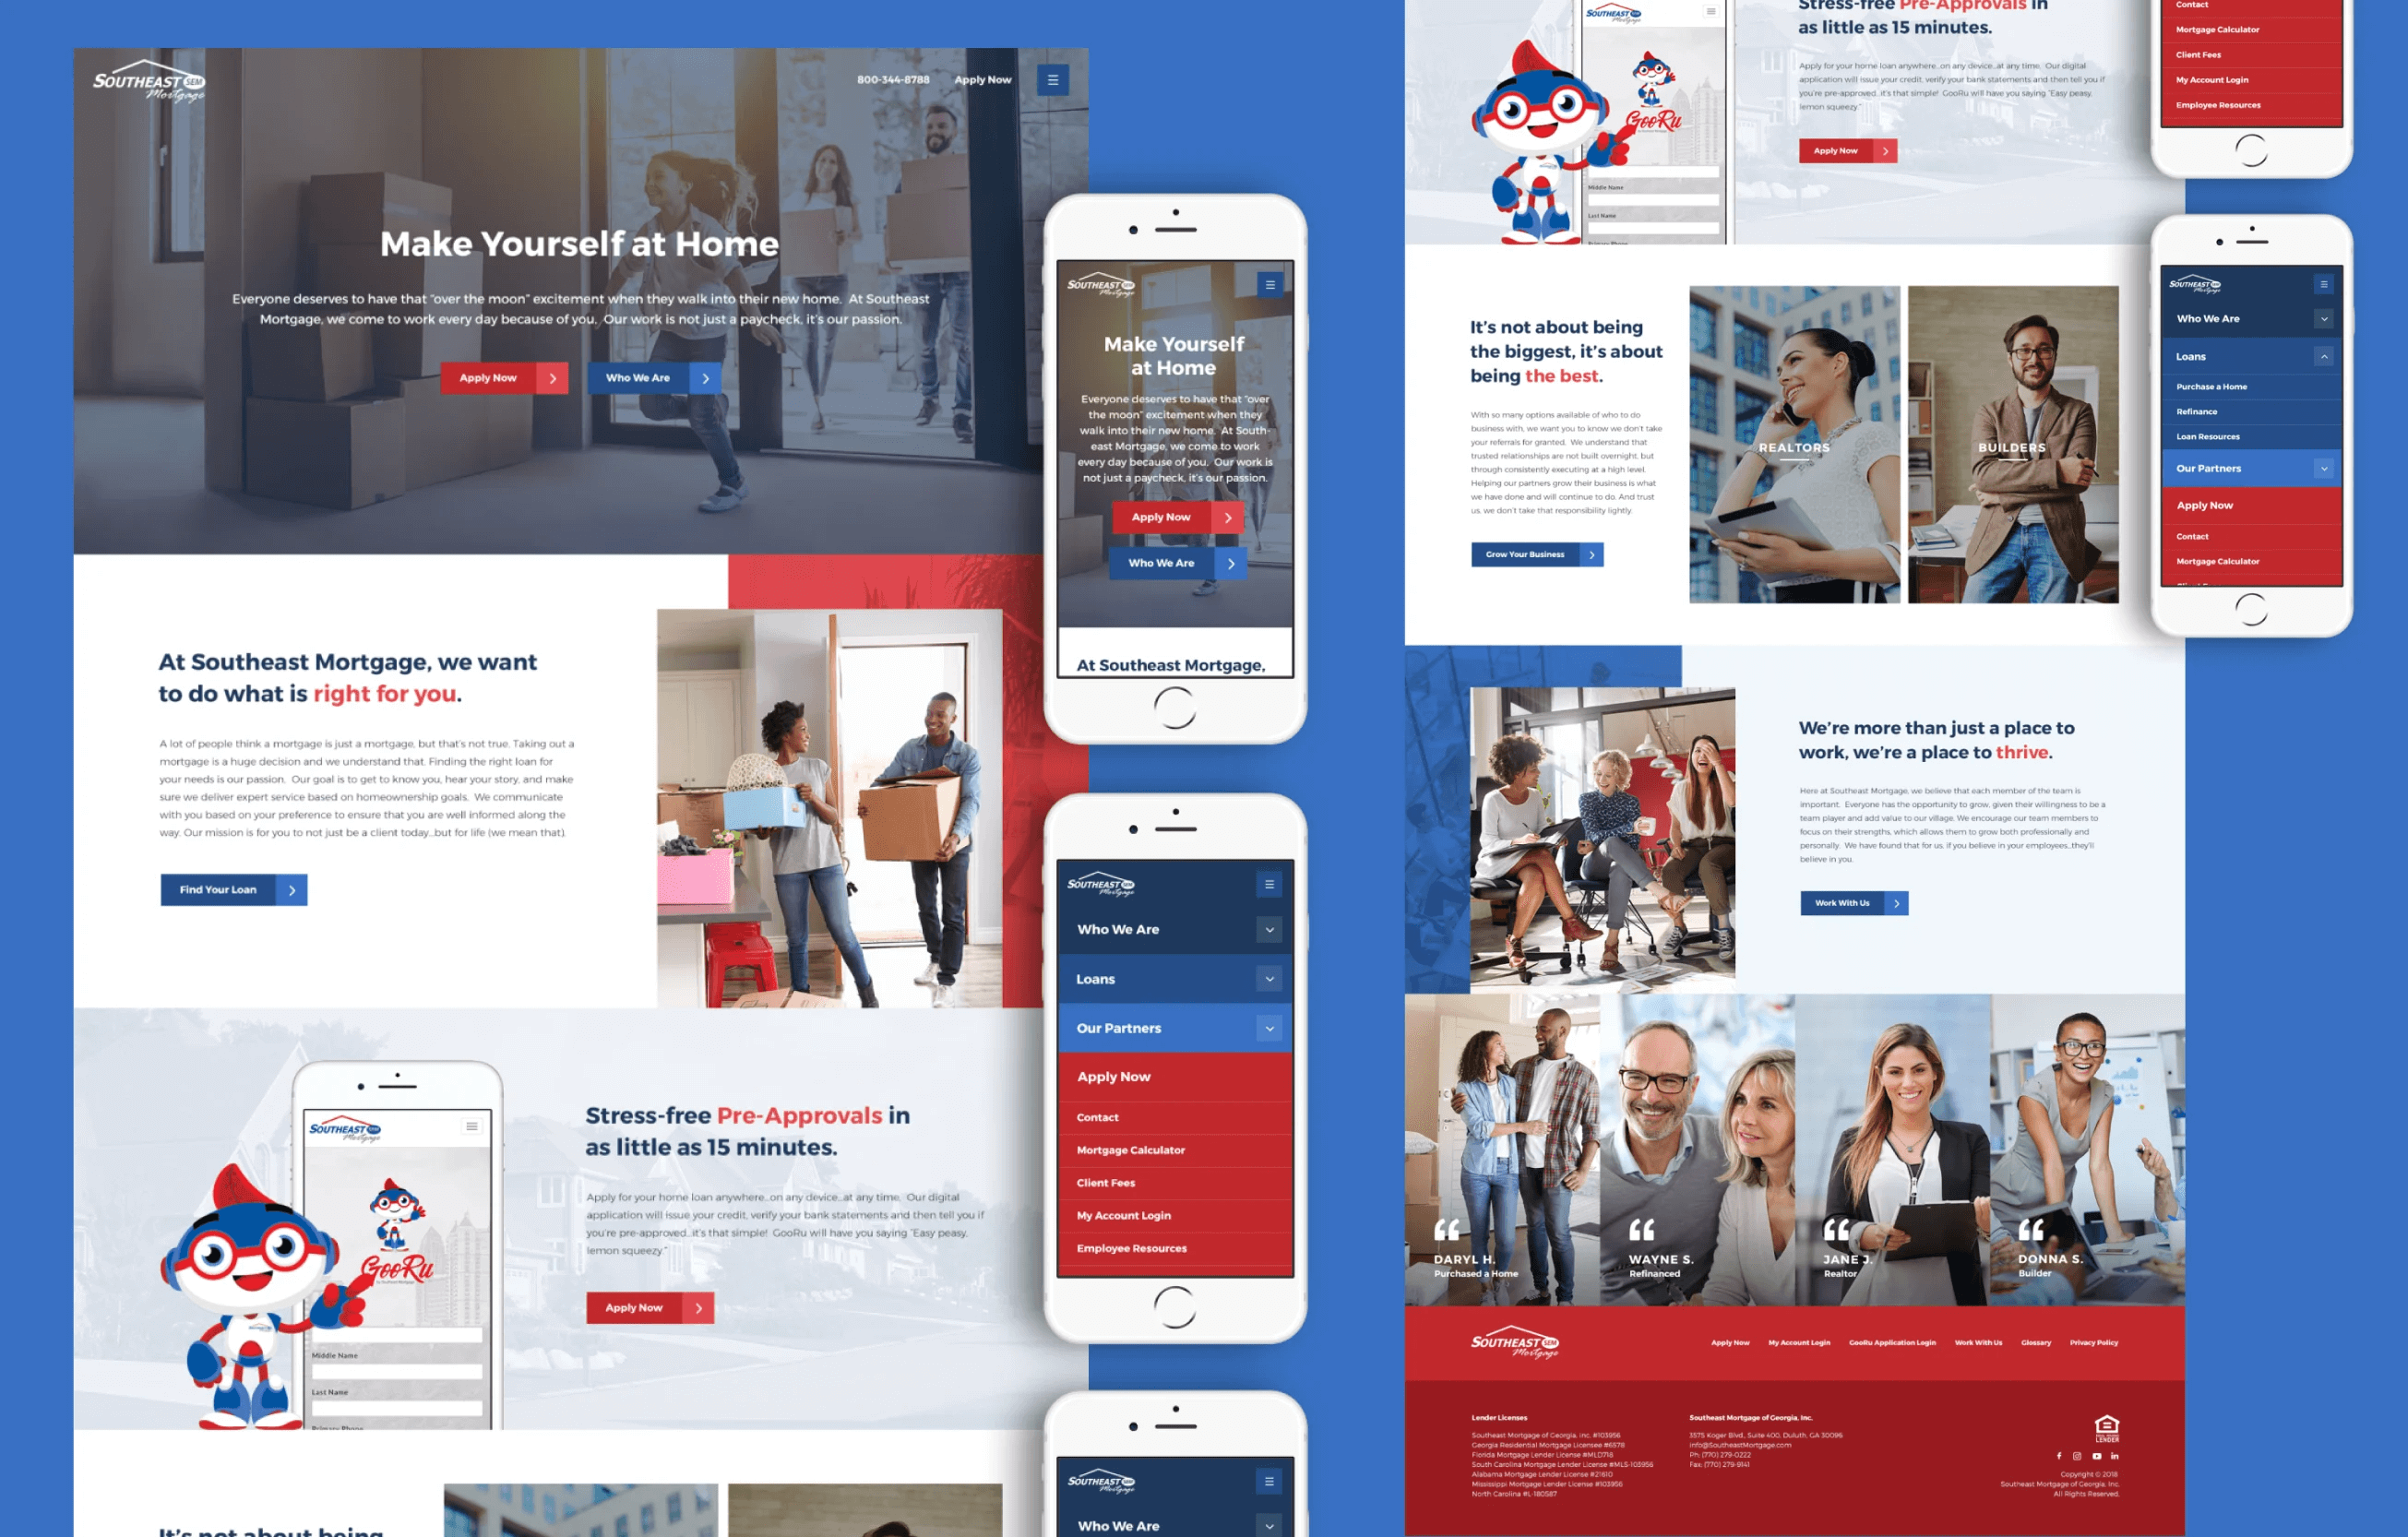 SOUTHEAST SEM
Mortgage
800-344-8788
Apply Now
Make Yourself at Home
Everyone deserves to have that "over the moon" excitement when they walk into their new home. At Southeast
Mortgage, we come to work every day because of you. Our work is not just a paycheck, it's our passion.
Apply Now
Who We Are
At Southeast Mortgage, we want
to do what is right for you.
A lot of people think a mortgage is just a mortgage, but that's not true. Taking out a
mortgage is a huge decision and we understand that. Finding the right loan for
your needs is our passion. Our goal is to get to know you, hear your story, and make
sure we deliver expert service based on homeownership goals. We communicate
with you based on your preference to ensure that you are well informed along the
way. Our mission is for you to not just be a client today...but for life (we mean that).
Find Your Loan
SOUTHEAST SEM
Mortgage
GooRu
Middle Name
Last Name
Primary Phone
Stress-free Pre-Approvals in
as little as 15 minutes.
Apply for your home loan anywhere...on any device...at any time. Our digital
application will issue your credit, verify your bank statements and then tell you if
you're pre-approved...it's that simple! GooRu will have you saying "Easy peasy,
lemon squeezy."
Apply Now
It's not about being
SOUTHEAST SEM
Mortgage
Make Yourself
at Home
Everyone deserves to have that "over
the moon" excitement when they
walk into their new home. At South-
east Mortgage, we come to work
every day because of you. Our work is
not just a paycheck, it's our passion.
Apply Now
Who We Are
At Southeast Mortgage,
SOUTHEAST SEM
Mortgage
Who We Are
Loans
Our Partners
Apply Now
Contact
Mortgage Calculator
Client Fees
My Account Login
Employee Resources
SOUTHEAST SEM
Mortgage
Who We Are
SOUTHEAST SEM
Mortgage
GooRu
Middle Name
Last Name
Primary Phone
Stress-free Pre-Approvals in
as little as 15 minutes.
Apply for your home loan anywhere...on any device...at any time. Our digital
application will issue your credit, verify your bank statements and then tell you if
you're pre-approved...it's that simple! GooRu will have you saying "Easy peasy,
lemon squeezy."
Apply Now
Contact
Mortgage Calculator
Client Fees
My Account Login
Employee Resources
It's not about being
the biggest, it's about
being the best.
With so many options available of who to do
business with, we want you to know we don't take
your referrals for granted. We understand that
trusted relationships are not built overnight, but
through consistently executing at a high level.
Helping our partners grow their business is what
we have done and will continue to do. And trust
us, we don't take that responsibility lightly.
Grow Your Business
REALTORS
BUILDERS
SOUTHEAST SEM
Mortgage
Who We Are
Loans
Purchase a Home
Refinance
Loan Resources
Our Partners
Apply Now
Contact
Mortgage Calculator
We're more than just a place to
work, we're a place to thrive.
Here at Southeast Mortgage, we believe that each member of the team is
important. Everyone has the opportunity to grow, given their willingness to be a
team player and add value to our village. We encourage our team members to
focus on their strengths, which allows them to grow both professionally and
personally. We have found that for us, if you believe in your employees...they'll
believe in you.
Work With Us
DARYL H.
Purchased a Home
WAYNE S.
Refinanced
JANE J.
Realtor
DONNA S.
Builder
SOUTHEAST SEM
Mortgage
Apply Now
My Account Login
GooRu Application Login
Work With Us
Glossary
Privacy Policy
Lender Licenses
Southeast Mortgage of Georgia, Inc. #103956
Georgia Residential Mortgage Licensee #6578
Florida Mortgage Lender License #MLD718
South Carolina Mortgage Lender License #MLS-103956
Alabama Mortgage Lender License #21610
Mississippi Mortgage Lender License #103956
North Carolina #L-180587
Southeast Mortgage of Georgia, Inc.
3575 Koger Blvd., Suite 400, Duluth, GA 30096
info@SoutheastMortgage.com
Ph: (770) 279-0222
Fax: (770) 279-9141
LENDER
Copyright © 2018
Southeast Mortgage of Georgia, Inc.
All Rights Reserved.